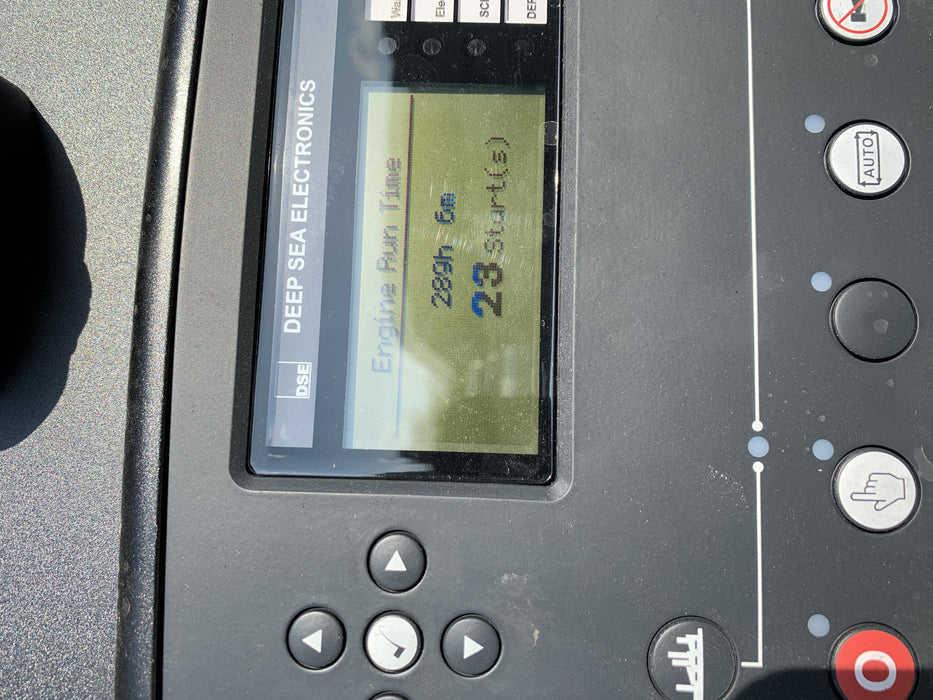 DSE DEEP SEA ELECTRONICS
Engine Run Time
289h 6m
23 Start(s)
AUTO